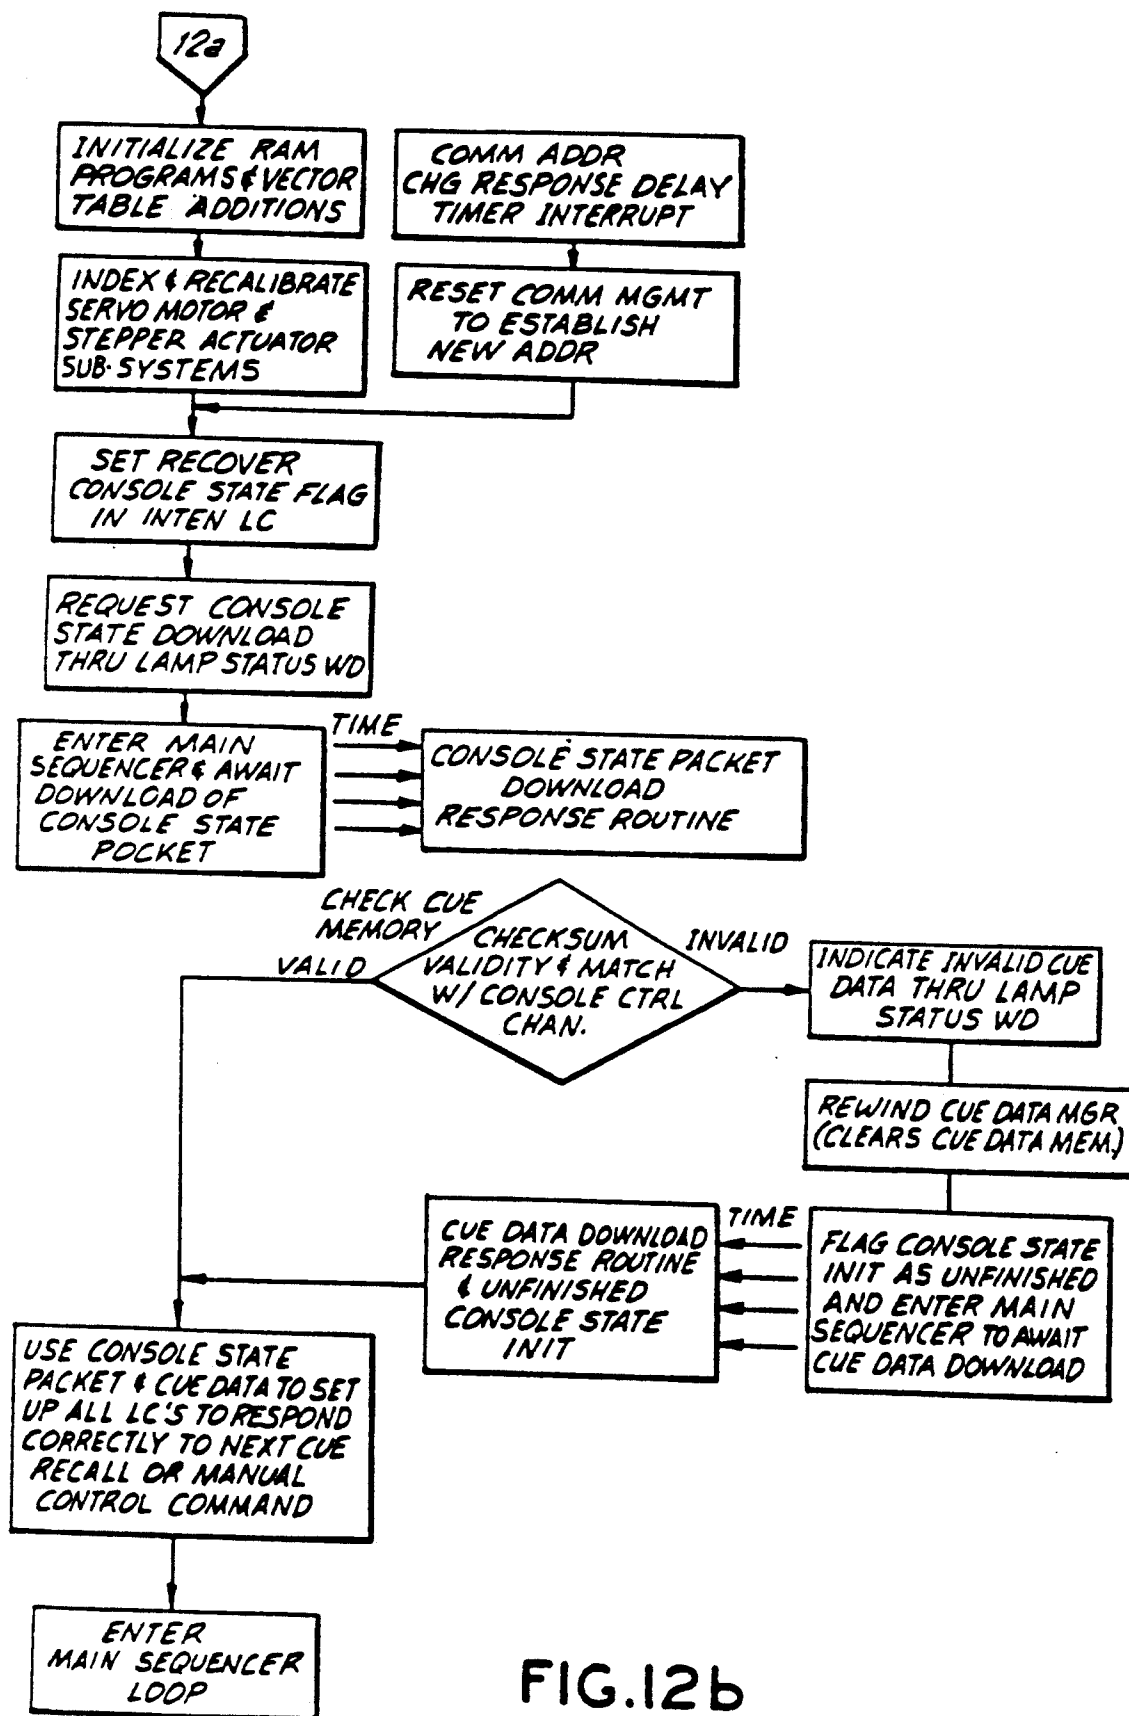 12a
INITIALIZE RAM
PROGRAMS & VECTOR
TABLE ADDITIONS
COMM ADDR
CHG RESPONSE DELAY
TIMER INTERRUPT
INDEX & RECALIBRATE
SERVO MOTOR &
STEPPER ACTUATOR
SUB-SYSTEMS
RESET COMM MGMT
TO ESTABLISH
NEW ADDR
SET RECOVER
CONSOLE STATE FLAG
IN INTEN LC
REQUEST CONSOLE
STATE DOWNLOAD
THRU LAMP STATUS WD
ENTER MAIN
SEQUENCER & AWAIT
DOWNLOAD OF
CONSOLE STATE
POCKET
TIME
CONSOLE STATE PACKET
DOWNLOAD
RESPONSE ROUTINE
CHECK CUE
MEMORY
VALID
CHECKSUM
VALIDITY & MATCH
W/ CONSOLE CTRL
CHAN.
INVALID
INDICATE INVALID CUE
DATA THRU LAMP
STATUS WD
REWIND CUE DATA MGR
(CLEARS CUE DATA MEM.)
FLAG CONSOLE STATE
INIT AS UNFINISHED
AND ENTER MAIN
SEQUENCER TO AWAIT
CUE DATA DOWNLOAD
TIME
CUE DATA DOWNLOAD
RESPONSE ROUTINE
& UNFINISHED
CONSOLE STATE
INIT
USE CONSOLE STATE
PACKET & CUE DATA TO SET
UP ALL LC'S TO RESPOND
CORRECTLY TO NEXT CUE
RECALL OR MANUAL
CONTROL COMMAND
ENTER
MAIN SEQUENCER
LOOP
FIG.12b